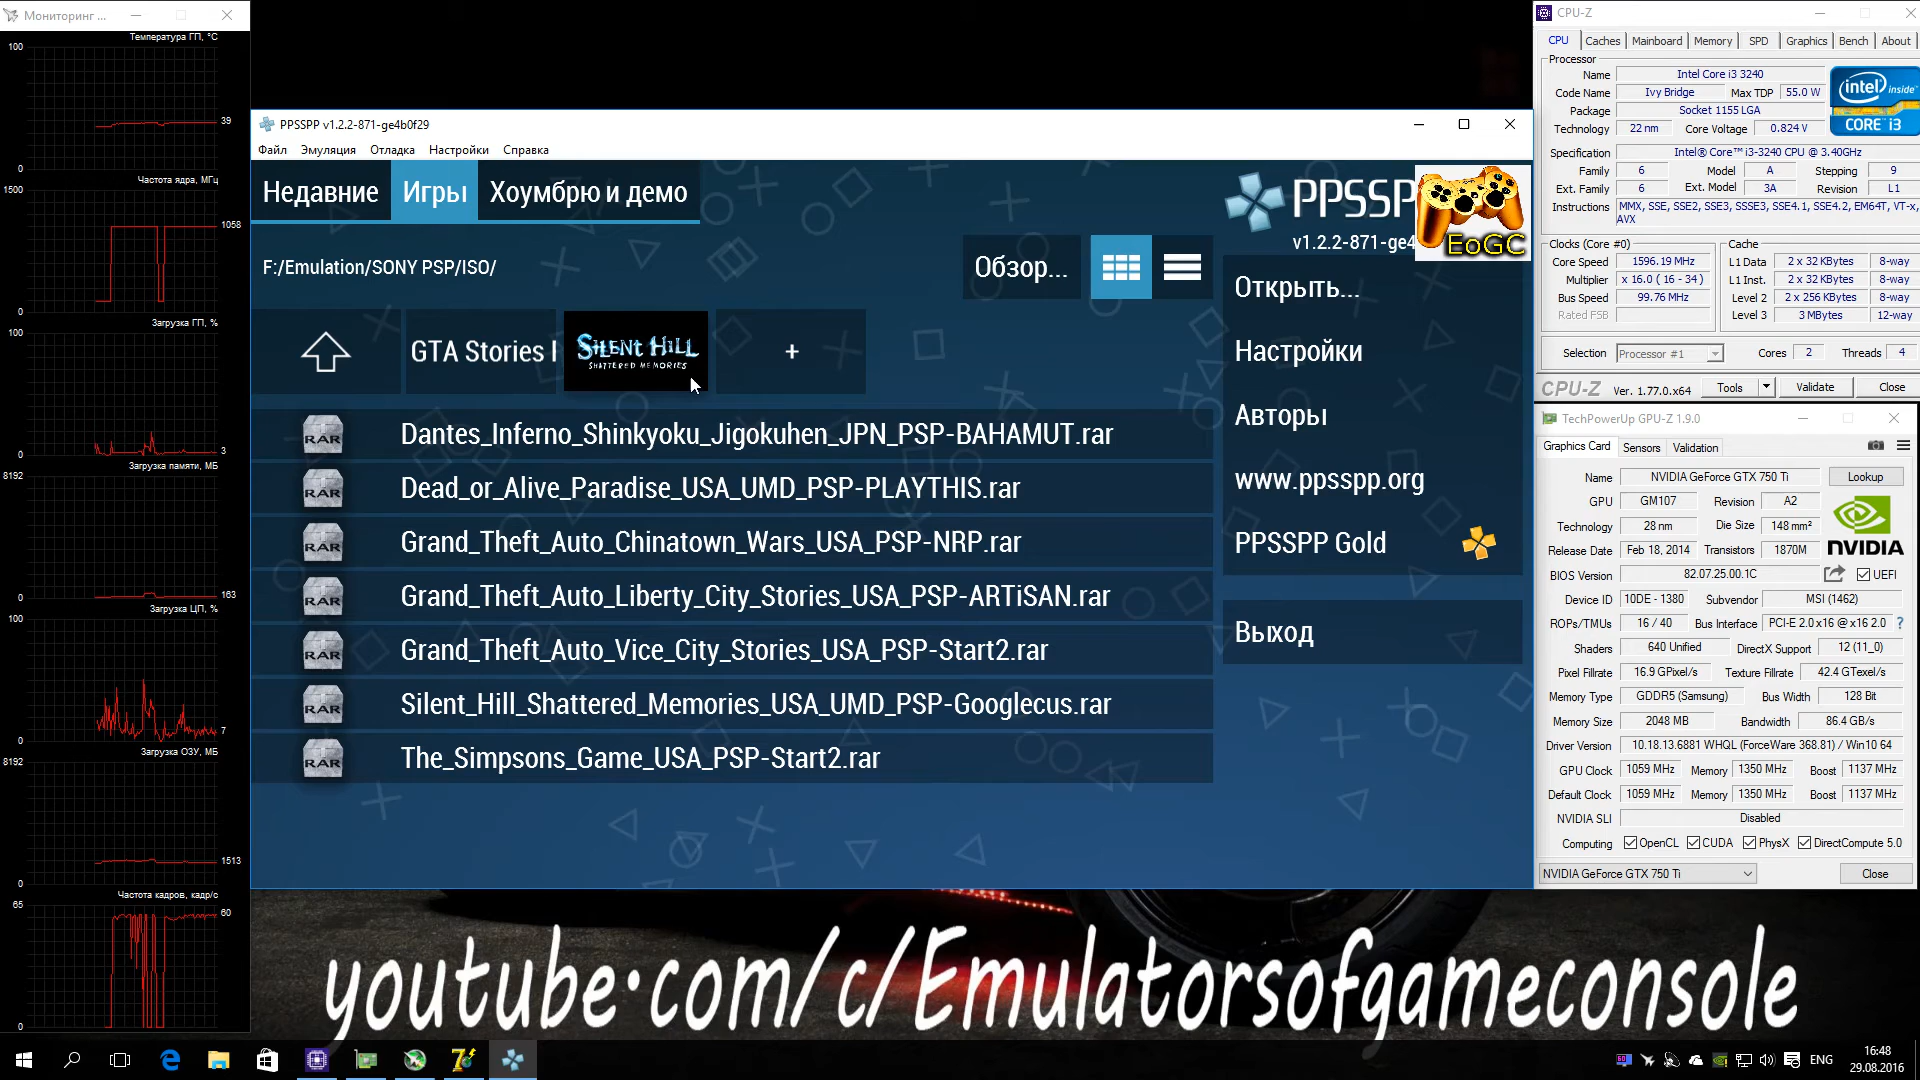 Мониторинг ...
Температура ГП, °C
100
39
0
Частота ядра, МГц
1500
1058
0
Загрузка ГП, %
100
3
0
Загрузка памяти, МБ
8192
163
0
Загрузка ЦП, %
100
7
0
Загрузка ОЗУ, МБ
8192
1513
0
Частота кадров, кадр/с
65
60
0
PPSSPP v1.2.2-871-ge4b0f29
Файл Эмуляция Отладка Настройки Справка
Недавние Игры Хоумбрю и демо
F:/Emulation/SONY PSP/ISO/
Обзор...
GTA Stories
SILENT HILL
SHATTERED MEMORIES
+
RAR Dantes_Inferno_Shinkyoku_Jigokuhen_JPN_PSP-BAHAMUT.rar
RAR Dead_or_Alive_Paradise_USA_UMD_PSP-PLAYTHIS.rar
RAR Grand_Theft_Auto_Chinatown_Wars_USA_PSP-NRP.rar
RAR Grand_Theft_Auto_Liberty_City_Stories_USA_PSP-ARTiSAN.rar
RAR Grand_Theft_Auto_Vice_City_Stories_USA_PSP-Start2.rar
RAR Silent_Hill_Shattered_Memories_USA_UMD_PSP-Googlecus.rar
RAR The_Simpsons_Game_USA_PSP-Start2.rar
PPSSP
v1.2.2-871-ge4
EoGC
Открыть...
Настройки
Авторы
www.ppsspp.org
PPSSPP Gold
Выход
CPU-Z
CPU Caches Mainboard Memory SPD Graphics Bench About
Processor
Name Intel Core i3 3240
Code Name Ivy Bridge Max TDP 55.0 W
Package Socket 1155 LGA
Technology 22 nm Core Voltage 0.824 V
intel inside
CORE i3
Specification Intel® Core™ i3-3240 CPU @ 3.40GHz
Family 6 Model A Stepping 9
Ext. Family 6 Ext. Model 3A Revision L1
Instructions MMX, SSE, SSE2, SSE3, SSSE3, SSE4.1, SSE4.2, EM64T, VT-x,
AVX
Clocks (Core #0) Cache
Core Speed 1596.19 MHz L1 Data 2 x 32 KBytes 8-way
Multiplier x 16.0 ( 16 - 34 ) L1 Inst. 2 x 32 KBytes 8-way
Bus Speed 99.76 MHz Level 2 2 x 256 KBytes 8-way
Rated FSB Level 3 3 MBytes 12-way
Selection Processor #1 Cores 2 Threads 4
CPU-Z Ver. 1.77.0.x64 Tools Validate Close
TechPowerUp GPU-Z 1.9.0
Graphics Card Sensors Validation
Name NVIDIA GeForce GTX 750 Ti Lookup
GPU GM107 Revision A2
Technology 28 nm Die Size 148 mm²
Release Date Feb 18, 2014 Transistors 1870M
NVIDIA
BIOS Version 82.07.25.00.1C UEFI
Device ID 10DE - 1380 Subvendor MSI (1462)
ROPs/TMUs 16 / 40 Bus Interface PCI-E 2.0 x16 @ x16 2.0 ?
Shaders 640 Unified DirectX Support 12 (11_0)
Pixel Fillrate 16.9 GPixel/s Texture Fillrate 42.4 GTexel/s
Memory Type GDDR5 (Samsung) Bus Width 128 Bit
Memory Size 2048 MB Bandwidth 86.4 GB/s
Driver Version 10.18.13.6881 WHQL (ForceWare 368.81) / Win10 64
GPU Clock 1059 MHz Memory 1350 MHz Boost 1137 MHz
Default Clock 1059 MHz Memory 1350 MHz Boost 1137 MHz
NVIDIA SLI Disabled
Computing OpenCL CUDA PhysX DirectCompute 5.0
NVIDIA GeForce GTX 750 Ti Close
youtube.com/c/Emulatorsofgameconsole
ENG
16:48
29.08.2016